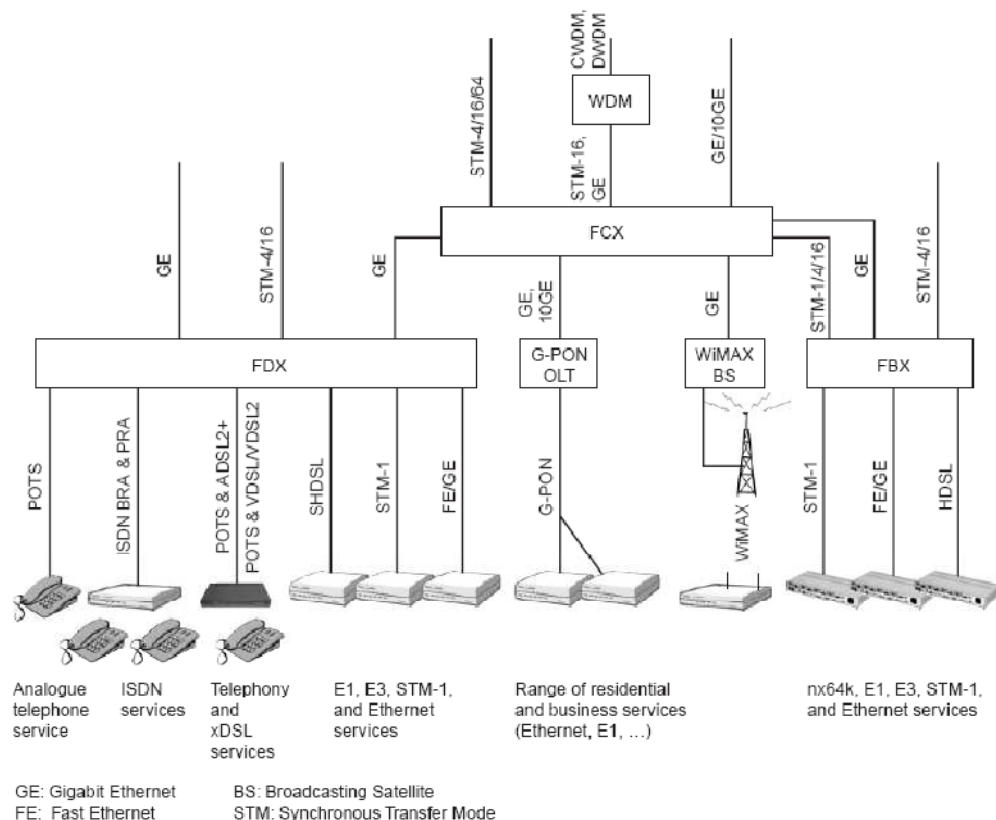 STM-4/16/64
CWDM,
DWDM
WDM
STM-16,
GE
GE/10GE
FCX
GE
STM-4/16
GE
GE,
10GE
GE
STM-1/4/16
GE
STM-4/16
FDX
G-PON
OLT
WiMAX
BS
FBX
POTS
ISDN BRA & PRA
POTS & ADSL2+
POTS & VDSL/VDSL2
SHDSL
STM-1
FE/GE
G-PON
WiMAX
STM-1
FE/GE
HDSL
Analogue
telephone
service
ISDN
services
Telephony
and
xDSL
services
E1, E3, STM-1,
and Ethernet
services
Range of residential
and business services
(Ethernet, E1, ...)
nx64k, E1, E3, STM-1,
and Ethernet services
GE: Gigabit Ethernet
BS: Broadcasting Satellite
FE: Fast Ethernet
STM: Synchronous Transfer Mode